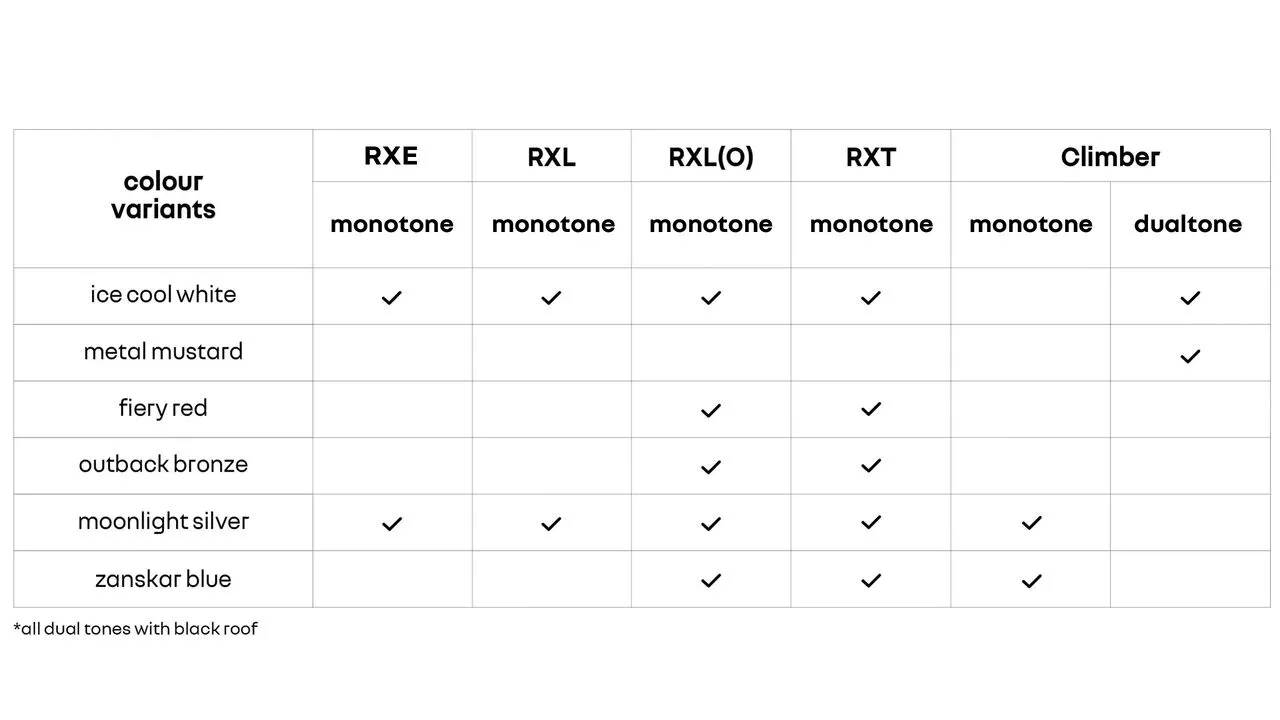 colour
variants
RXE RXL RXL(O) RXT Climber
monotone monotone monotone monotone monotone dualtone
ice cool white ✓ ✓ ✓ ✓ ✓
metal mustard ✓
fiery red ✓ ✓
outback bronze ✓ ✓
moonlight silver ✓ ✓ ✓ ✓ ✓
zanskar blue ✓ ✓ ✓
*all dual tones with black roof